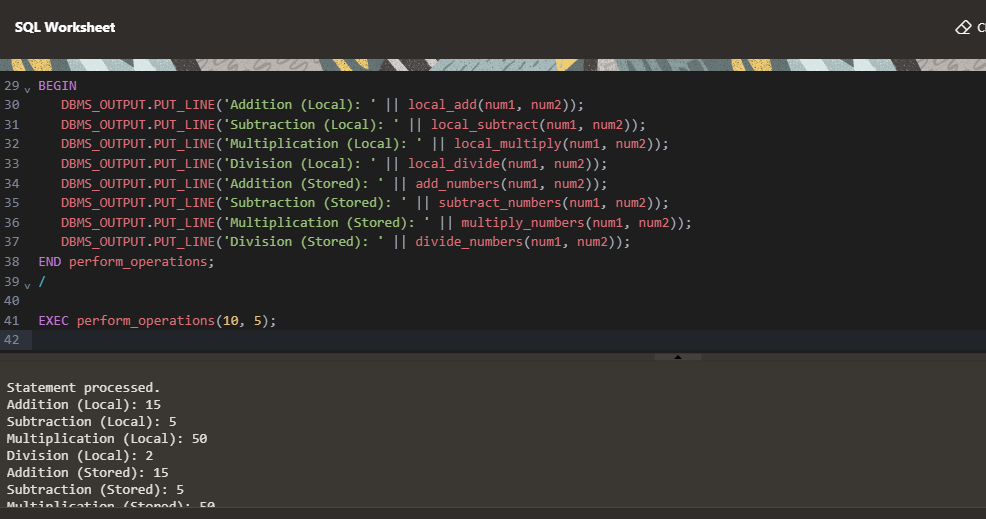 SQL Worksheet
29 BEGIN
30 DBMS_OUTPUT.PUT_LINE('Addition (Local): ' || local_add(num1, num2));
31 DBMS_OUTPUT.PUT_LINE('Subtraction (Local): ' || local_subtract(num1, num2));
32 DBMS_OUTPUT.PUT_LINE('Multiplication (Local): ' || local_multiply(num1, num2));
33 DBMS_OUTPUT.PUT_LINE('Division (Local): ' || local_divide(num1, num2));
34 DBMS_OUTPUT.PUT_LINE('Addition (Stored): ' || add_numbers(num1, num2));
35 DBMS_OUTPUT.PUT_LINE('Subtraction (Stored): ' || subtract_numbers(num1, num2));
36 DBMS_OUTPUT.PUT_LINE('Multiplication (Stored): ' || multiply_numbers(num1, num2));
37 DBMS_OUTPUT.PUT_LINE('Division (Stored): ' || divide_numbers(num1, num2));
38 END perform_operations;
39 /
40
41 EXEC perform_operations(10, 5);
42
Statement processed.
Addition (Local): 15
Subtraction (Local): 5
Multiplication (Local): 50
Division (Local): 2
Addition (Stored): 15
Subtraction (Stored): 5
Multiplication (Stored): 50